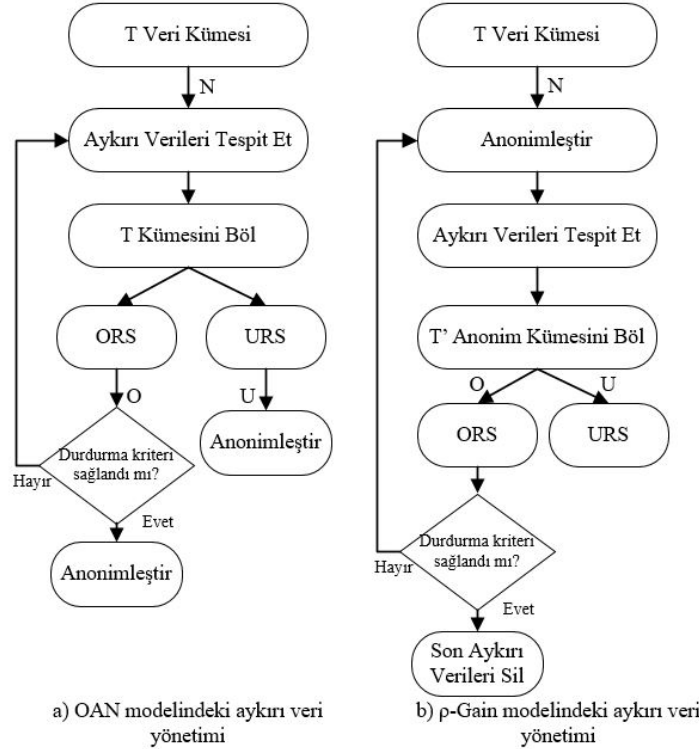 T Veri Kümesi
N
Aykırı Verileri Tespit Et
T Kümesini Böl
ORS
URS
O
U
Anonimleştir
Durdurma kriteri
sağlandı mı?
Hayır
Evet
Anonimleştir
a) OAN modelindeki aykırı veri
yönetimi
T Veri Kümesi
N
Anonimleştir
Aykırı Verileri Tespit Et
T’ Anonim Kümesini Böl
O
U
ORS
URS
Durdurma kriteri
sağlandı mı?
Hayır
Evet
Son Aykırı
Verileri Sil
b) ρ-Gain modelindeki aykırı veri
yönetimi